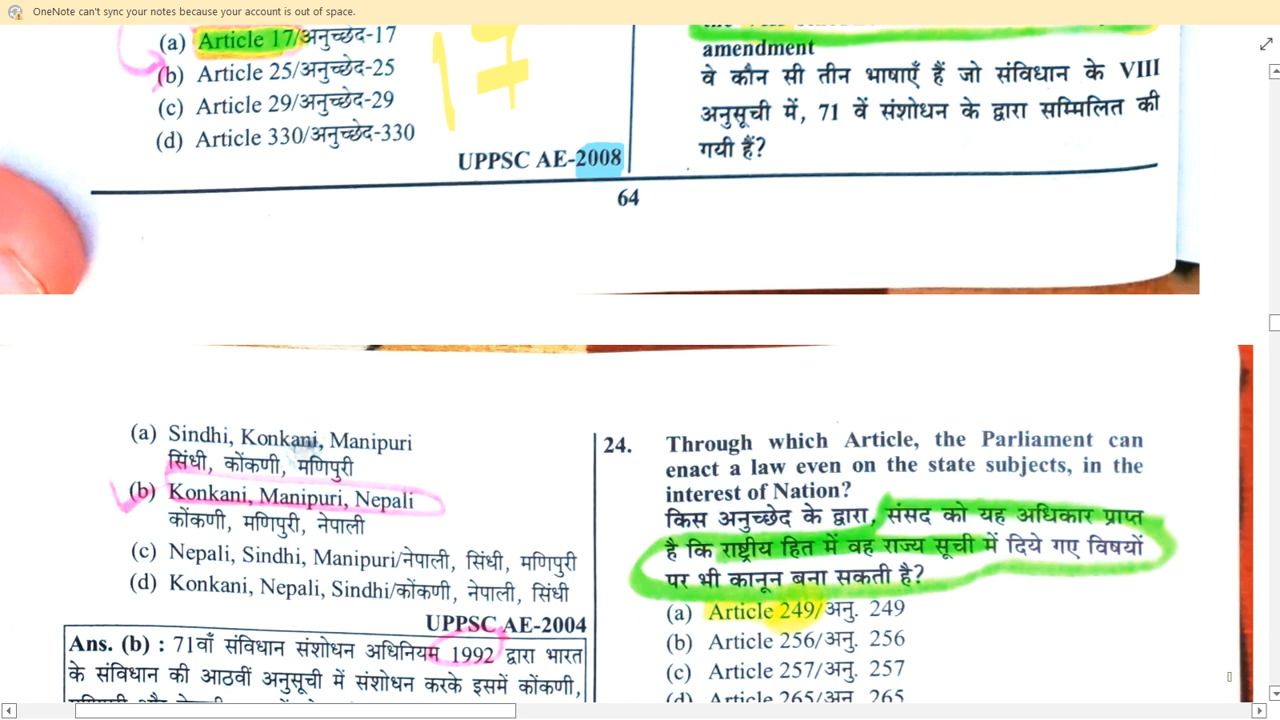 OneNote can't sync your notes because your account is out of space.
(a) Article 17/अनुच्छेद-17
(b) Article 25/अनुच्छेद-25
(c) Article 29/अनुच्छेद-29
(d) Article 330/अनुच्छेद-330
UPPSC AE-2008
17
amendment
वे कौन सी तीन भाषाएँ हैं जो संविधान के VIII
अनुसूची में, 71 वें संशोधन के द्वारा सम्मिलित की
गयी हैं?
64
(a) Sindhi, Konkani, Manipuri
सिंधी, कोंकणी, मणिपुरी
(b) Konkani, Manipuri, Nepali
कोंकणी, मणिपुरी, नेपाली
(c) Nepali, Sindhi, Manipuri/नेपाली, सिंधी, मणिपुरी
(d) Konkani, Nepali, Sindhi/कोंकणी, नेपाली, सिंधी
UPPSC AE-2004
Ans. (b) : 71वाँ संविधान संशोधन अधिनियम 1992 द्वारा भारत
के संविधान की आठवीं अनुसूची में संशोधन करके इसमें कोंकणी,
24. Through which Article, the Parliament can
enact a law even on the state subjects, in the
interest of Nation?
किस अनुच्छेद के द्वारा, संसद को यह अधिकार प्राप्त
है कि राष्ट्रीय हित में वह राज्य सूची में दिये गए विषयों
पर भी कानून बना सकती है?
(a) Article 249/अनु. 249
(b) Article 256/अनु. 256
(c) Article 257/अनु. 257
(d) Article 265/अनु. 265